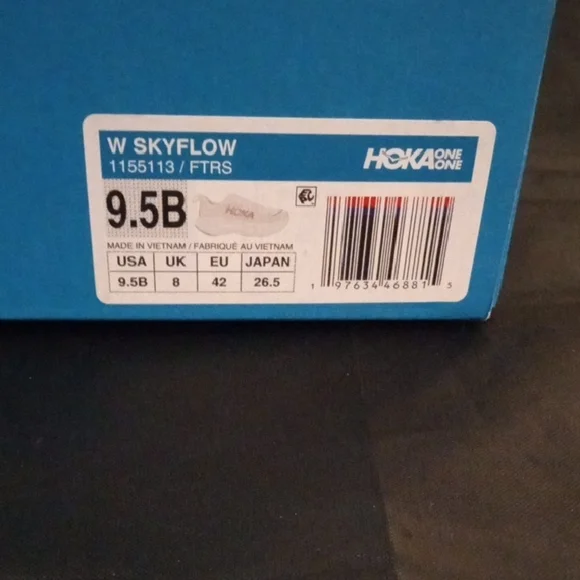 W SKYFLOW
1155113 / FTRS
HOKA ONE ONE
9.5B
HOKA
MADE IN VIETNAM / FABRIQUÉ AU VIETNAM
USA UK EU JAPAN
9.5B 8 42 26.5
1 97634 46881 5